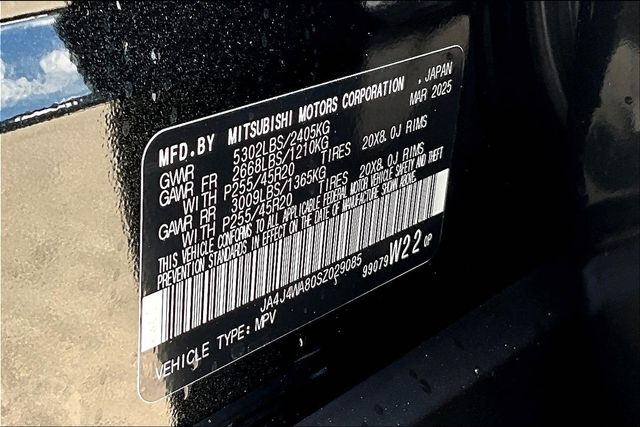 MFD.BY MITSUBISHI MOTORS CORPORATION , JAPAN
MAR 2025
GVWR 5302LBS/2405KG
GAWR FR 2668LBS/1210KG
WITH P255/45R20 TIRES 20X8.0J RIMS
GAWR RR 3009LBS/1365KG
WITH P255/45R20 TIRES 20X8.0J RIMS
THIS VEHICLE CONFORMS TO ALL APPLICABLE FEDERAL MOTOR VEHICLE SAFETY AND THEFT
PREVENTION STANDARDS IN EFFECT ON THE DATE OF MANUFACTURE SHOWN ABOVE.
JA4J4WA80SZ029085 99079 W22 QP
VEHICLE TYPE: MPV